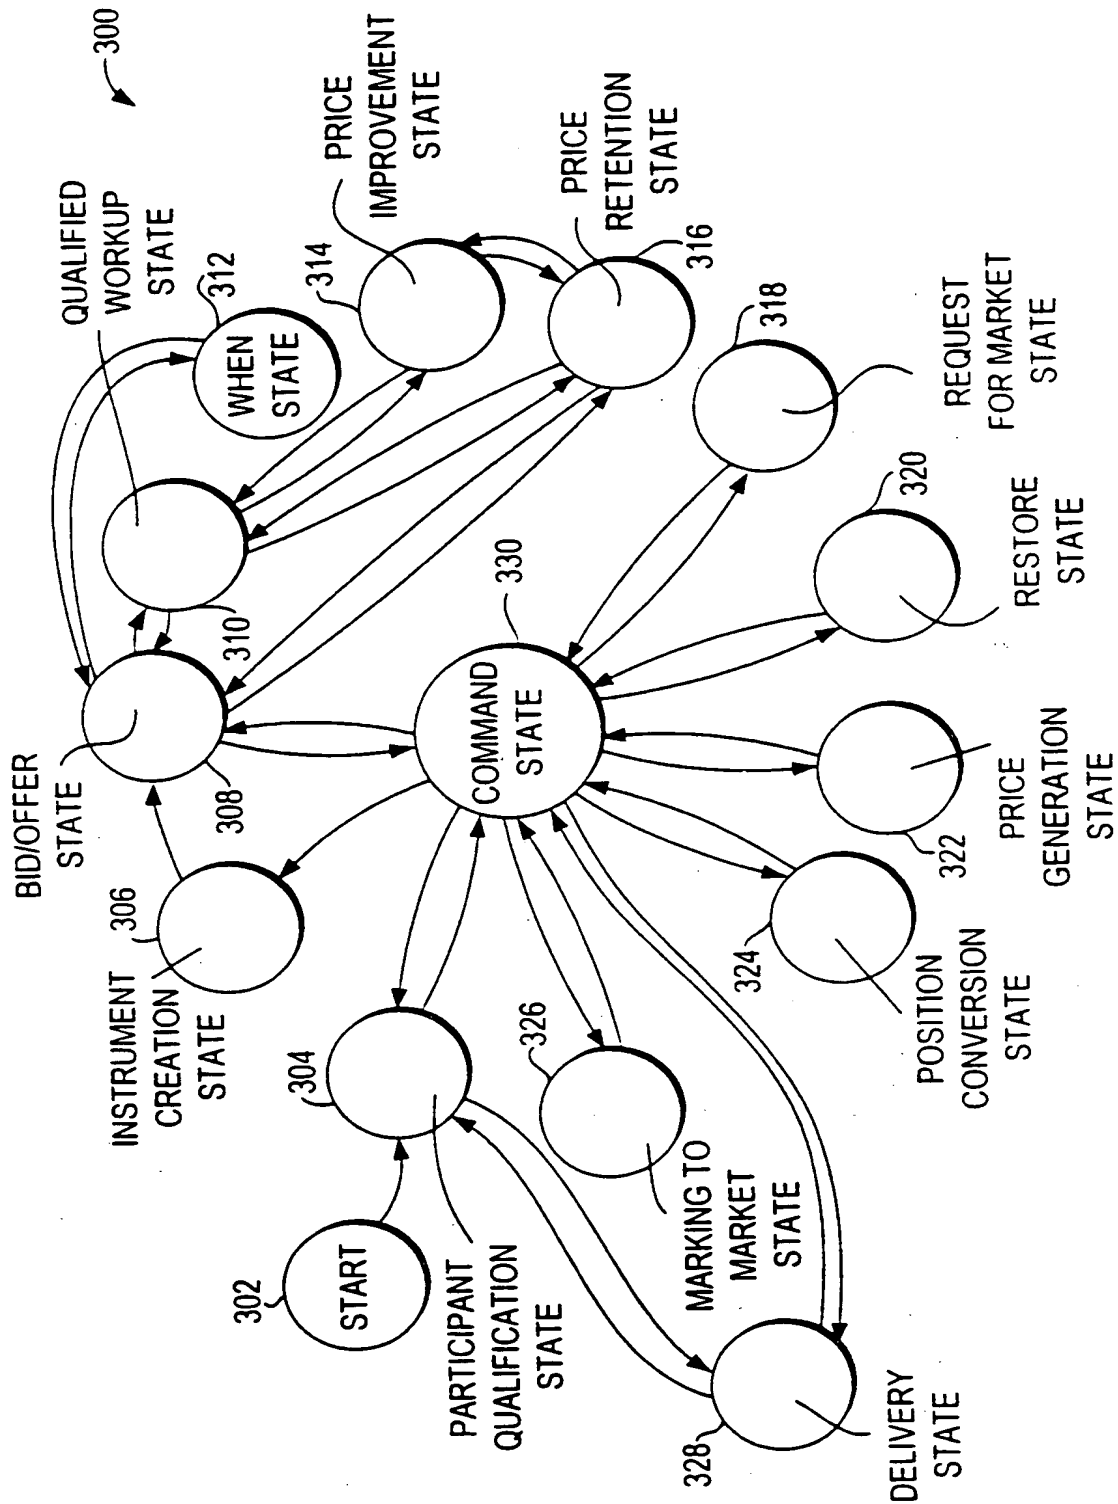 300
QUALIFIED
WORKUP
STATE
312
WHEN
STATE
BID/OFFER
STATE
308
310
314
PRICE
IMPROVEMENT
STATE
PRICE
RETENTION
STATE
316
INSTRUMENT
CREATION
STATE
306
COMMAND
STATE
330
318
REQUEST
FOR MARKET
STATE
302
START
304
PARTICIPANT
QUALIFICATION
STATE
326
MARKING TO
MARKET
STATE
324
POSITION
CONVERSION
STATE
322
PRICE
GENERATION
STATE
320
RESTORE
STATE
328
DELIVERY
STATE